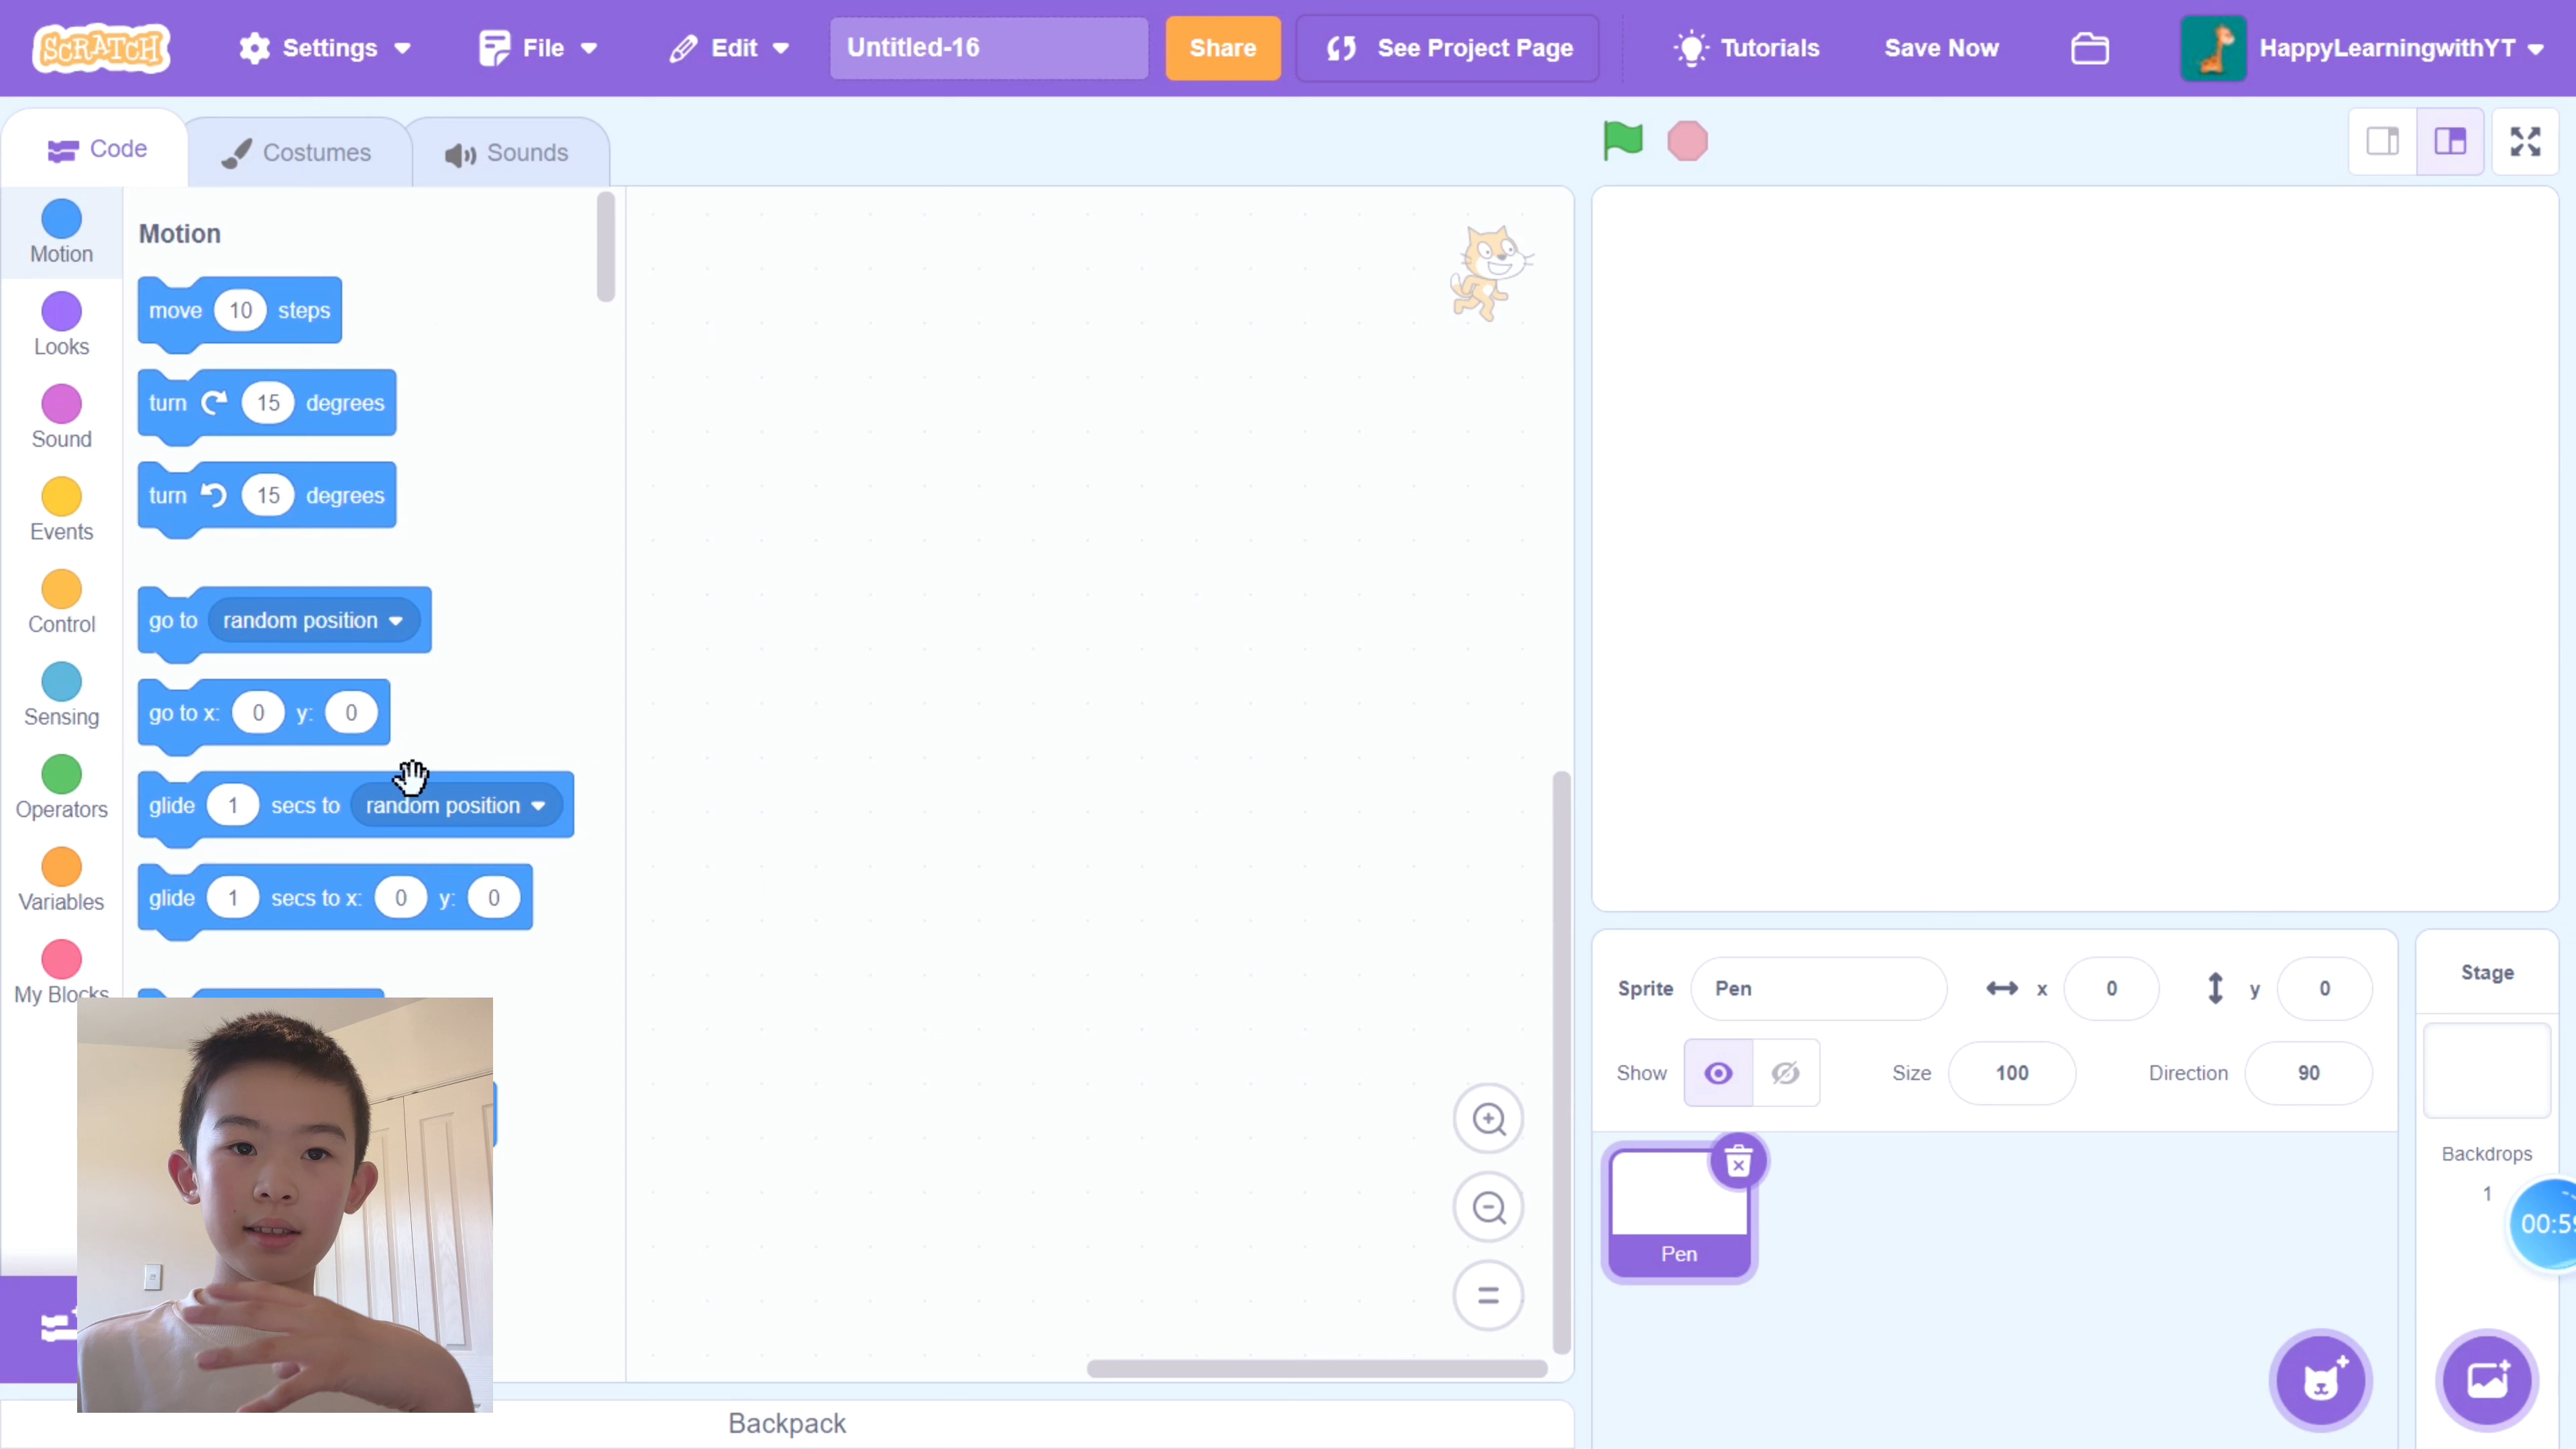 SCRATCH Settings File Edit Untitled-16 Share See Project Page Tutorials Save Now HappyLearningwithYT
Code Costumes Sounds
Motion
Looks
Sound
Events
Control
Sensing
Operators
Variables
My Blocks
Motion
move 10 steps
turn 15 degrees
turn 15 degrees
go to random position
go to x: 0 y: 0
glide 1 secs to random position
glide 1 secs to x: 0 y: 0
Sprite Pen x 0 y 0
Show Size 100 Direction 90
Pen
Stage
Backdrops
1
Backpack